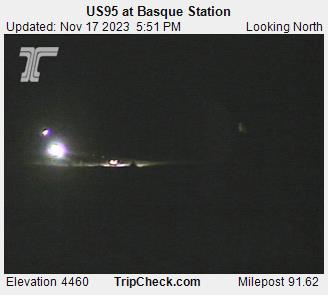 US95 at Basque Station
Updated: Nov 17 2023  5:51 PM Looking North
Elevation 4460 TripCheck.com Milepost 91.62